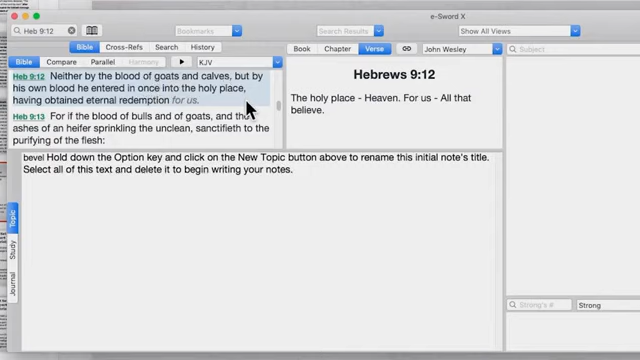 e-Sword X
Heb 9:12
Bookmarks
Search Results
Show All Views
Bible Cross-Refs Search History
Book Chapter Verse
John Wesley
Custom
Bible Compare Parallel Harmony
KJV
Heb 9:12 Neither by the blood of goats and calves, but by
his own blood he entered in once into the holy place,
having obtained eternal redemption for us.
Heb 9:13 For if the blood of bulls and of goats, and the
ashes of an heifer sprinkling the unclean, sanctifieth to the
purifying of the flesh:
Hebrews 9:12
The holy place - Heaven. For us - All that
believe.
bevel Hold down the Option key and click on the New Topic button above to rename this initial note's title.
Select all of this text and delete it to begin writing your notes.
Topic
Study
Journal
Strong's #
Strong